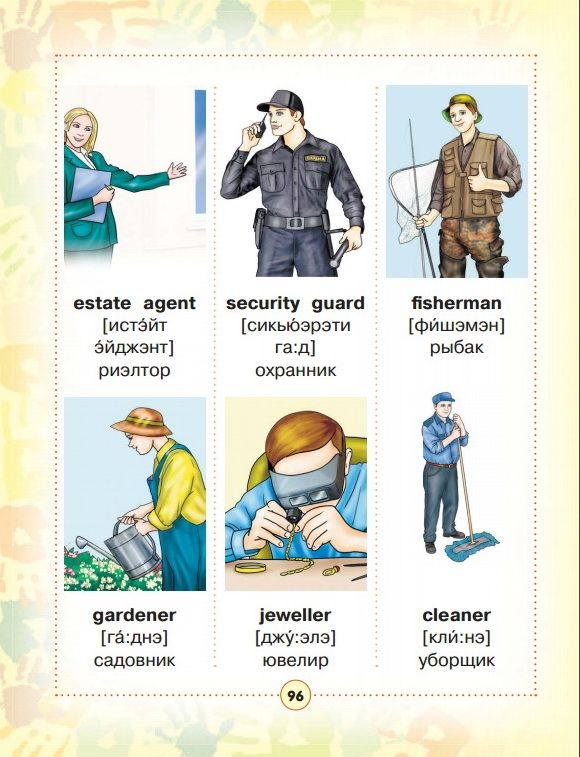 estate agent
[истэ́йт
э́йджэнт]
риэлтор
security guard
[сикью́эрэти
га:д]
охранник
fisherman
[фи́шэмэн]
рыбак
gardener
[га́:днэ]
садовник
jeweller
[джу́:элэ]
ювелир
cleaner
[кли́:нэ]
уборщик
96